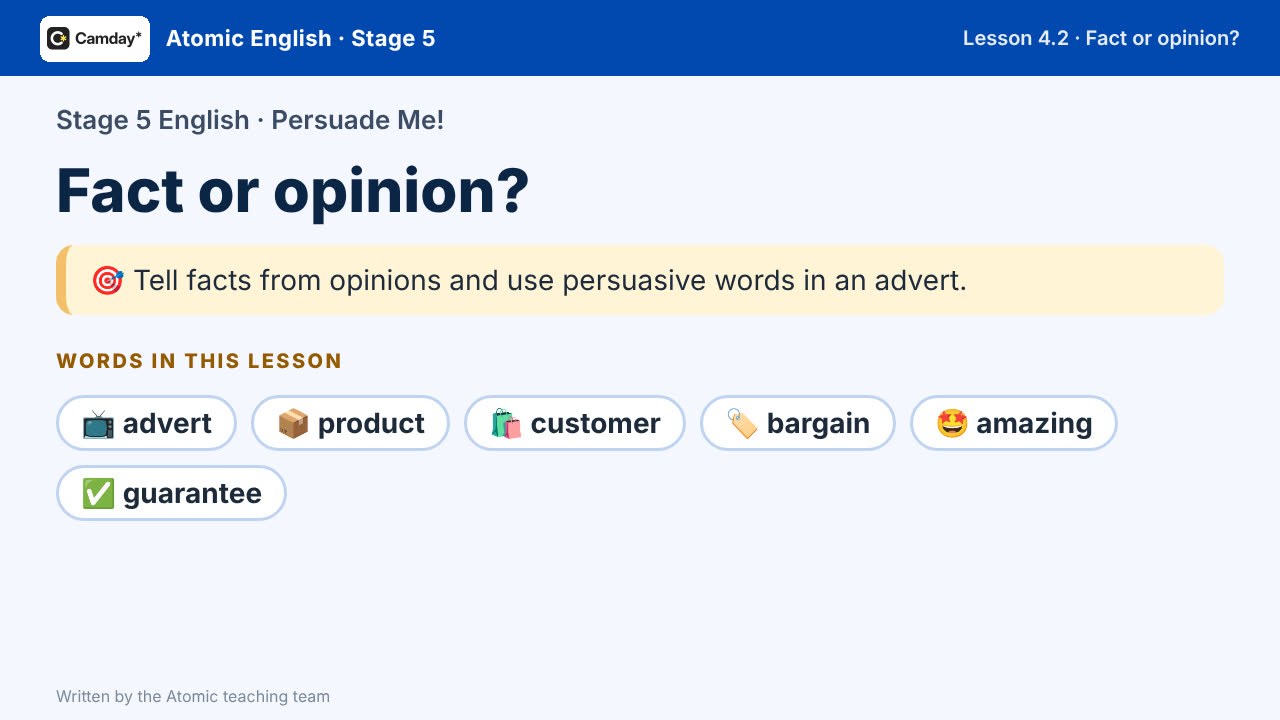 Camday*
Atomic English · Stage 5
Lesson 4.2 · Fact or opinion?
Stage 5 English · Persuade Me!
Fact or opinion?
🎯 Tell facts from opinions and use persuasive words in an advert.
WORDS IN THIS LESSON
📺 advert 📦 product 🛍️ customer 🏷️ bargain 🤩 amazing
✅ guarantee
Written by the Atomic teaching team